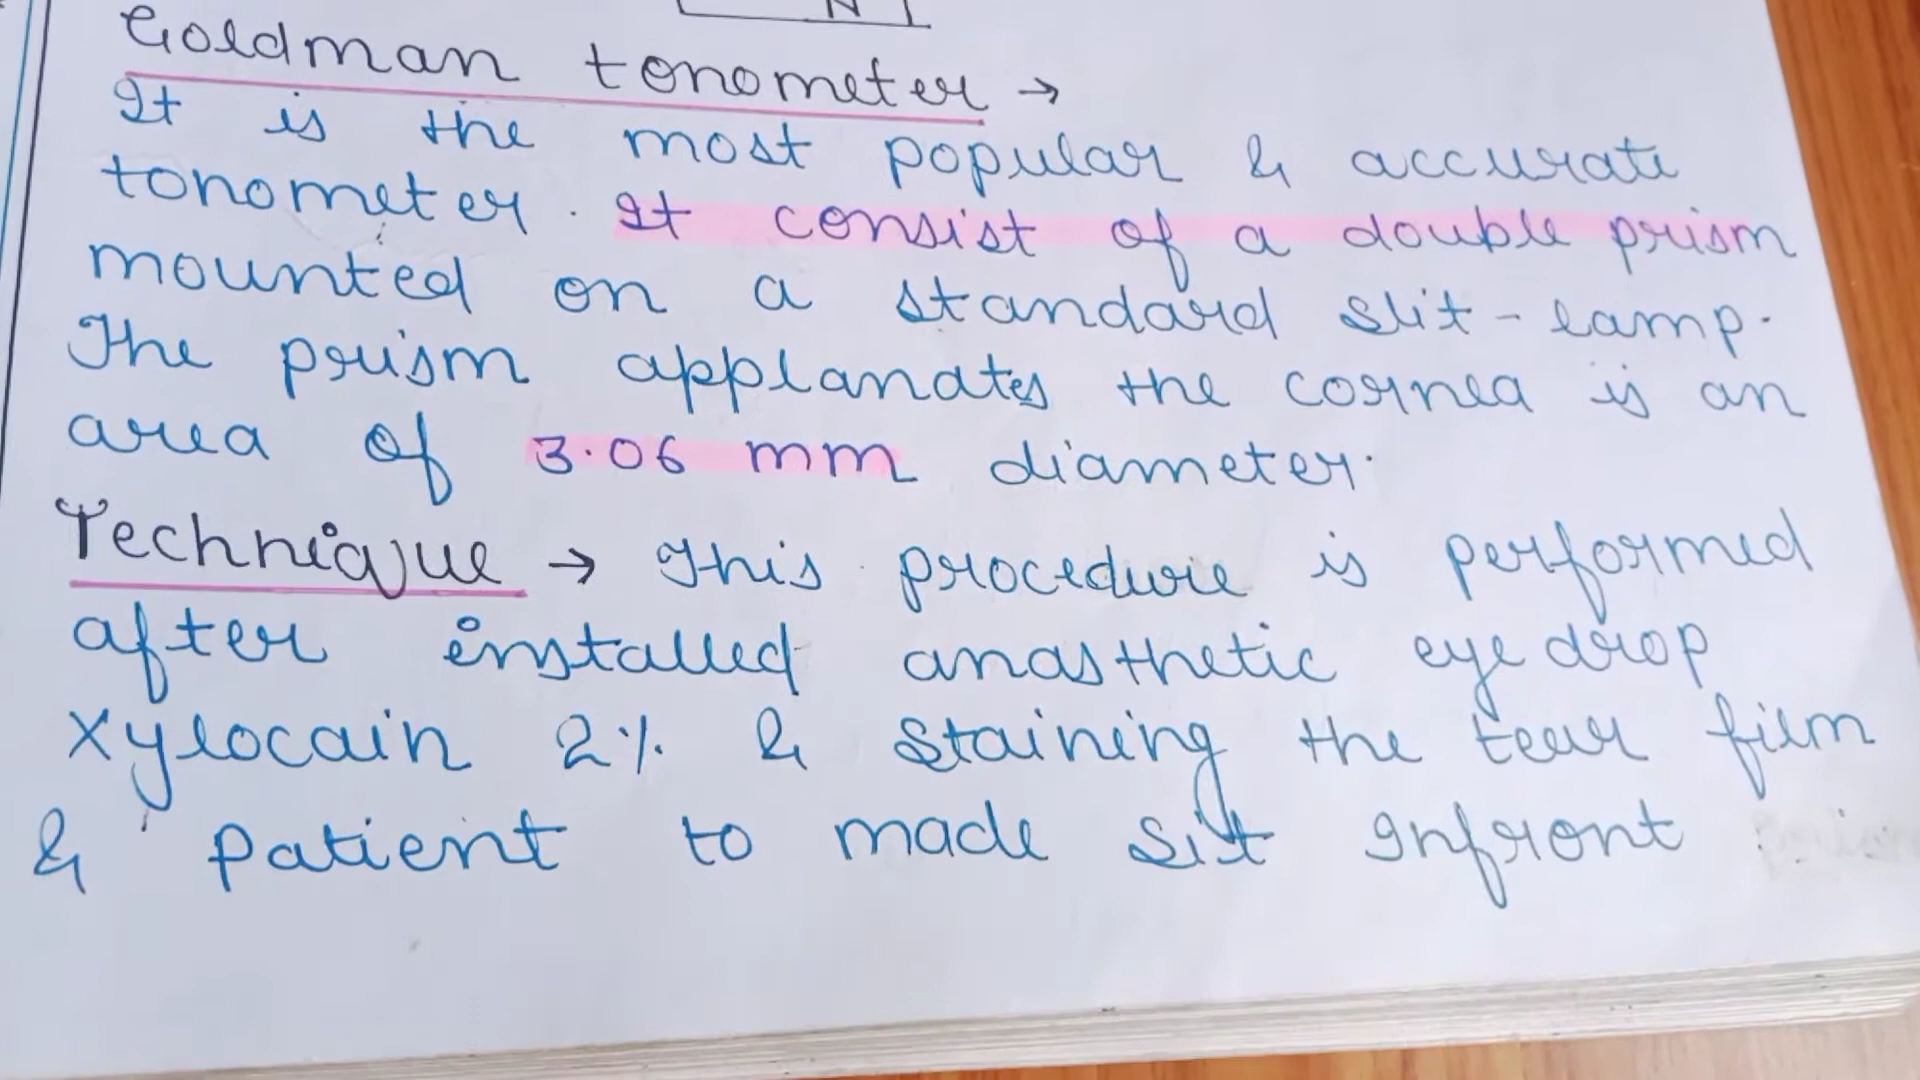 Goldman tonometer →
It is the most popular & accurate
tonometer. It consist of a double prism
mounted on a standard slit-lamp.
The prism applanates the cornea is an
area of 3.06 mm diameter.
Technique → This procedure is performed
after installed anasthetic eye drop
Xylocain 2% & staining the tear film
& patient to made sit Infront